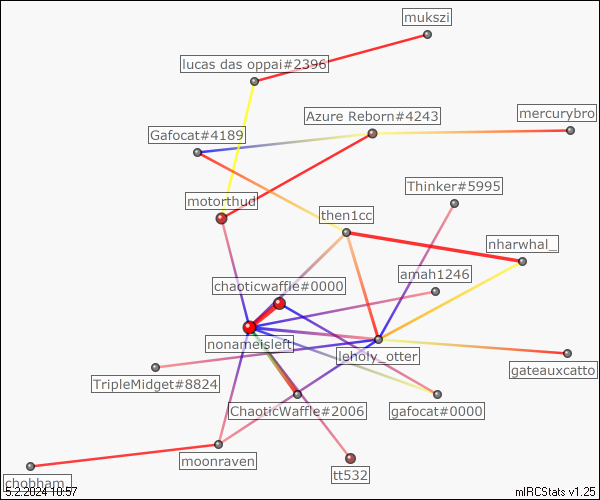 mukszi
lucas das oppai#2396
Azure Reborn#4243
mercurybro
Gafocat#4189
Thinker#5995
motorthud
then1cc
nharwhal_
amah1246
chaoticwaffle#0000
nonameisleft
leholy_otter
gateauxcatto
TripleMidget#8824
ChaoticWaffle#2006
gafocat#0000
moonraven
tt532
chobham_
5.2.2024 10:57
mIRCStats v1.25